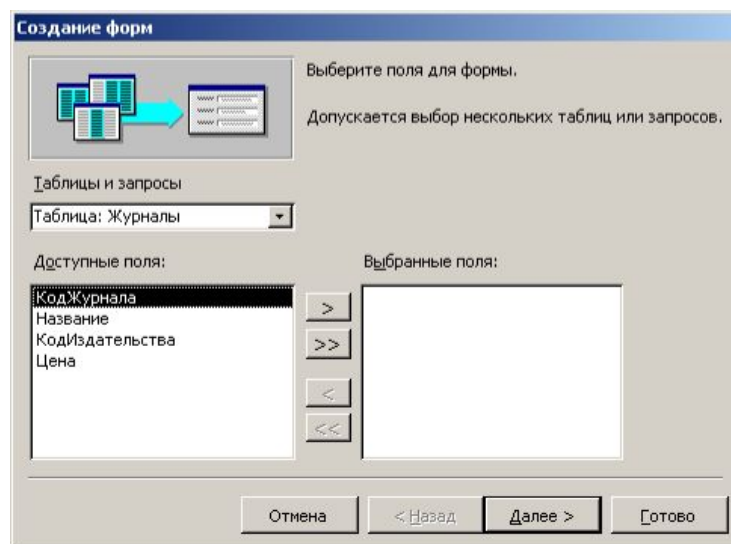 Создание форм
Выберите поля для формы.
Допускается выбор нескольких таблиц или запросов.
Таблицы и запросы
Таблица: Журналы
Доступные поля:
Выбранные поля:
КодЖурнала
Название
КодИздательства
Цена
>
>>
<
<<
Отмена
< Назад
Далее >
Готово